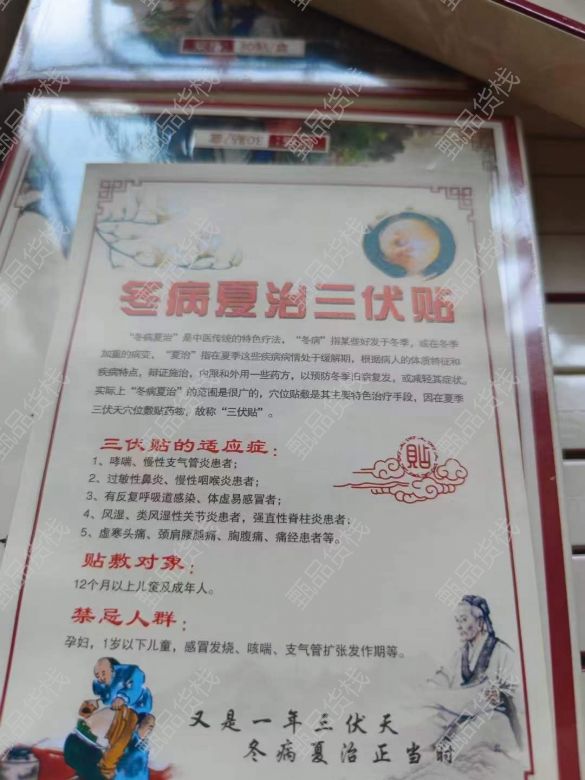 冬病夏治三伏贴
“冬病夏治”是中医传统的特色疗法，“冬病”指某些好发于冬季，或在冬季
加重的病变，“夏治”指在夏季这些疾病病情处于缓解期，根据病人的体质特征和
疾病特点，辩证施治，内服和外用一些药方，以预防冬季旧病复发，或减轻其症状。
实际上“冬病夏治”的范围是很广的，穴位贴敷是其主要特色治疗手段，因在夏季
三伏天穴位敷贴药物，故称“三伏贴”。
三伏贴的适应症：
貼
1、哮喘、慢性支气管炎患者；
2、过敏性鼻炎、慢性咽喉炎患者；
3、有反复呼吸道感染、体虚易感冒者；
4、风湿、类风湿性关节炎患者，强直性脊柱炎患者；
5、虚寒头痛、颈肩腰腿痛、胸腹痛、痛经患者等。
贴敷对象：
12个月以上儿童及成年人。
禁忌人群：
孕妇，1岁以下儿童，感冒发烧、咳喘、支气管扩张发作期等。
又是一年三伏天
冬病夏治正当时
甄品货栈